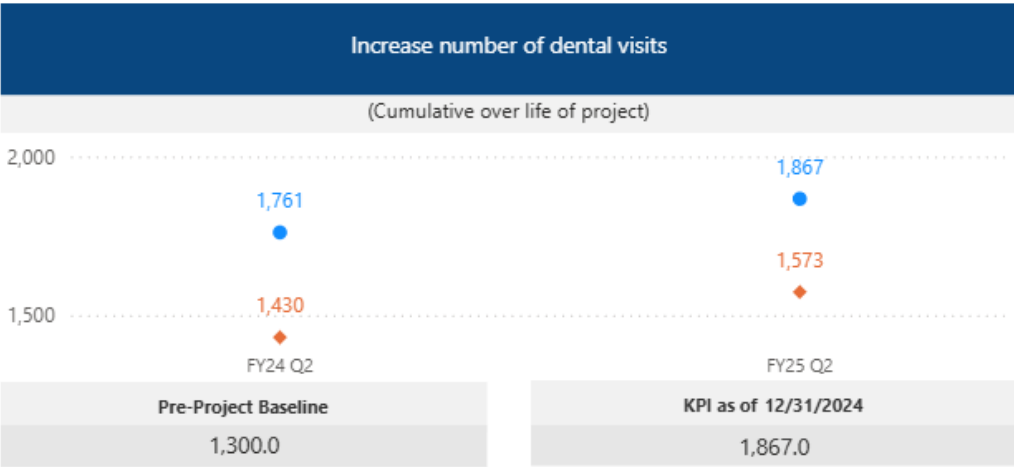 Increase number of dental visits
(Cumulative over life of project)
2,000
1,867
1,761
1,573
1,430
1,500
FY24 Q2 FY25 Q2
Pre-Project Baseline KPI as of 12/31/2024
1,300.0 1,867.0